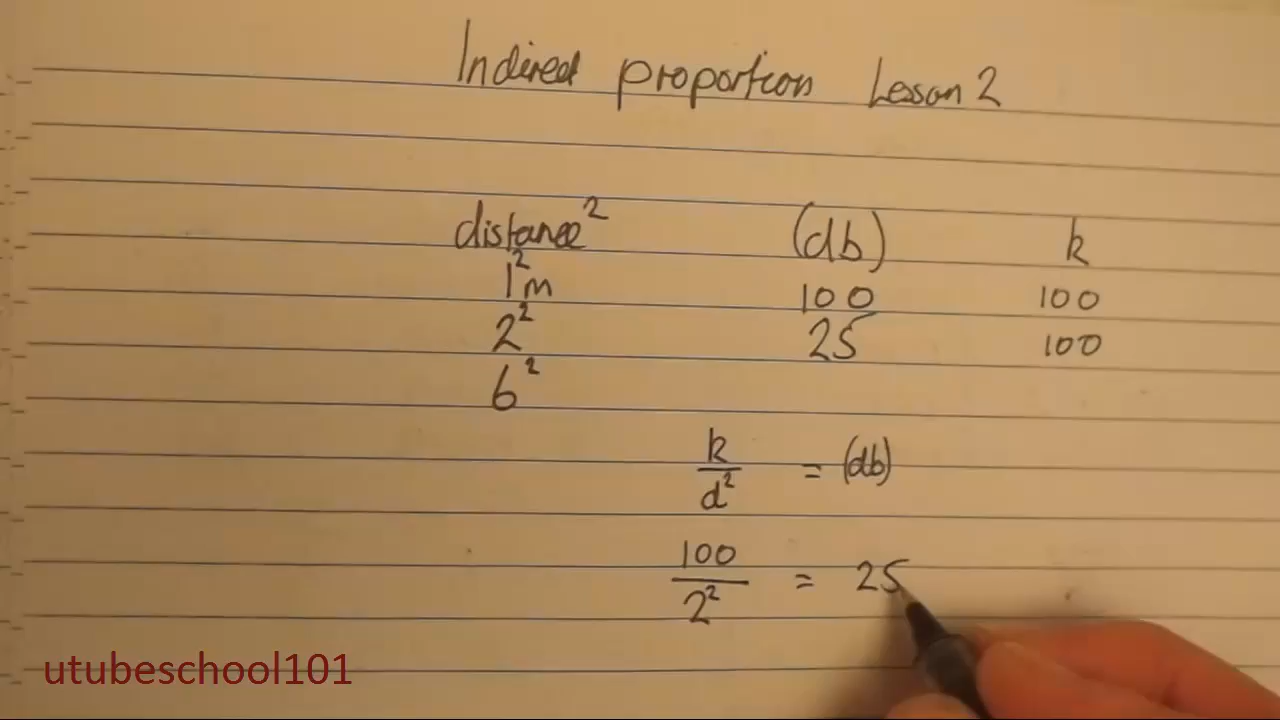 Indirect proportion Lesson 2
distance² (db) k
1²m 100 100
2² 25 100
6²
k/d² = (db)
100/2² = 25
utubeschool101